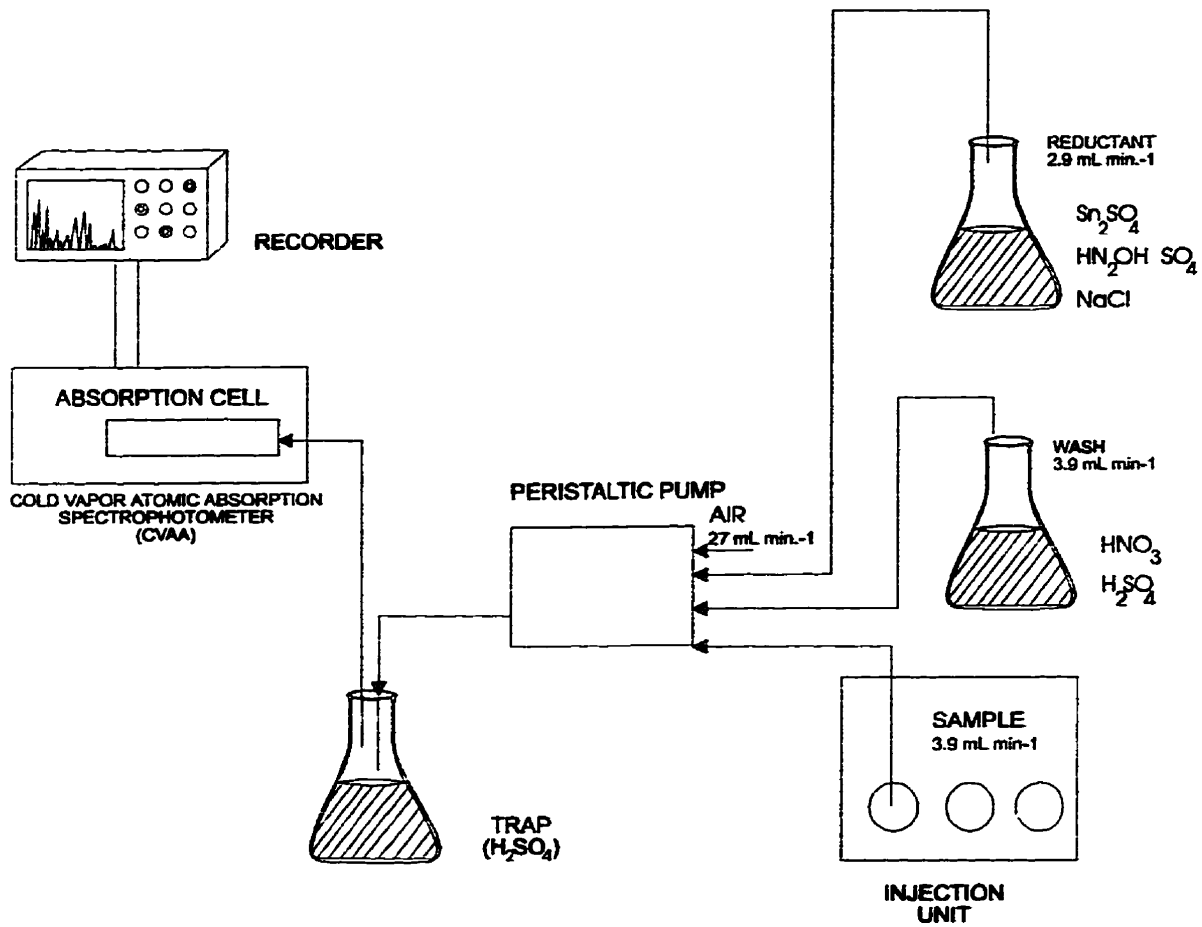 REDUCTANT
2.9 mL min.-1
Sn2SO4
HN2OH SO4
NaCl
RECORDER
ABSORPTION CELL
COLD VAPOR ATOMIC ABSORPTION
SPECTROPHOTOMETER
(CVAA)
PERISTALTIC PUMP
AIR
27 mL min.-1
WASH
3.9 mL min-1
HNO3
H2SO4
TRAP
(H2SO4)
SAMPLE
3.9 mL min-1
INJECTION
UNIT